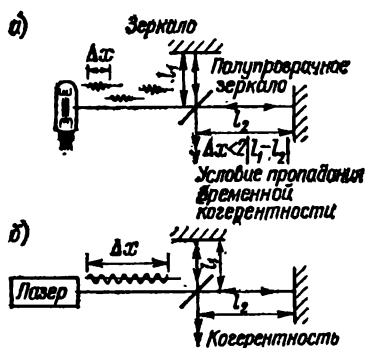 а)
Зеркало
Δx
l₁
Полупрозрачное
зеркало
l₂
Δx<2|l₁-l₂|
Условие пропадания
временной
когерентности
б)
Δx
l₁
Лазер
l₂
Когерентность